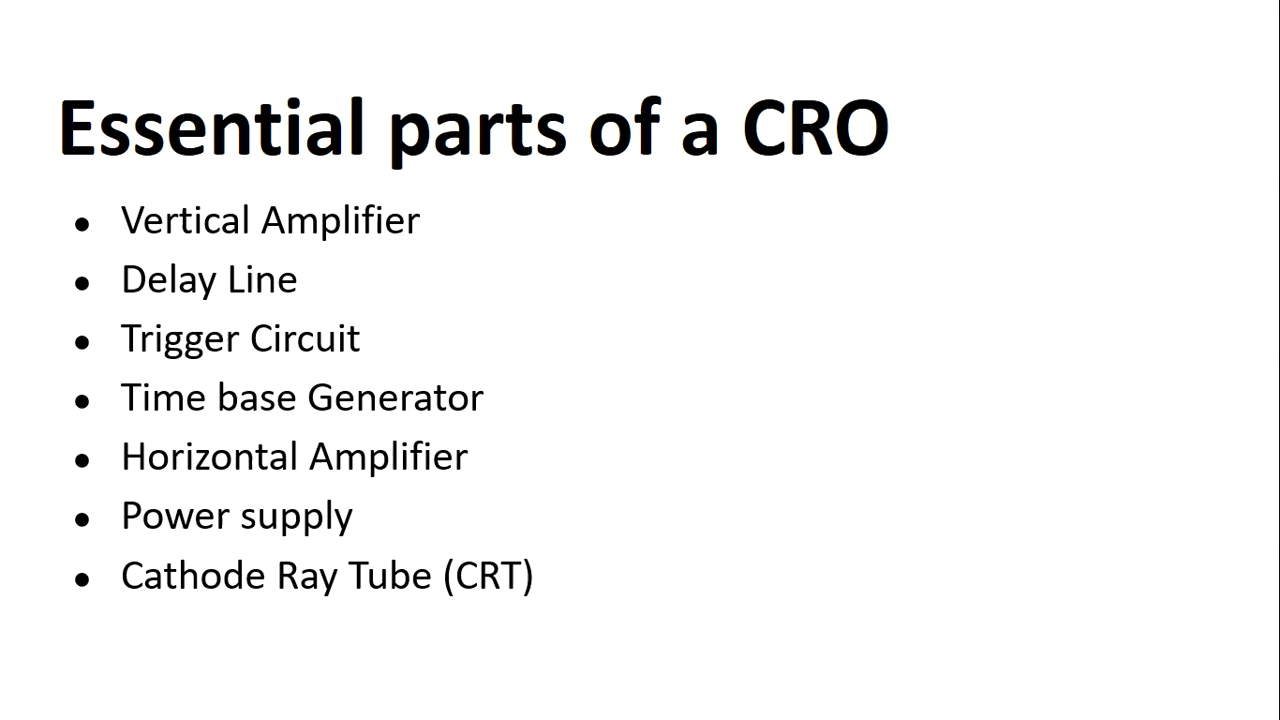 Essential parts of a CRO
• Vertical Amplifier
• Delay Line
• Trigger Circuit
• Time base Generator
• Horizontal Amplifier
• Power supply
• Cathode Ray Tube (CRT)